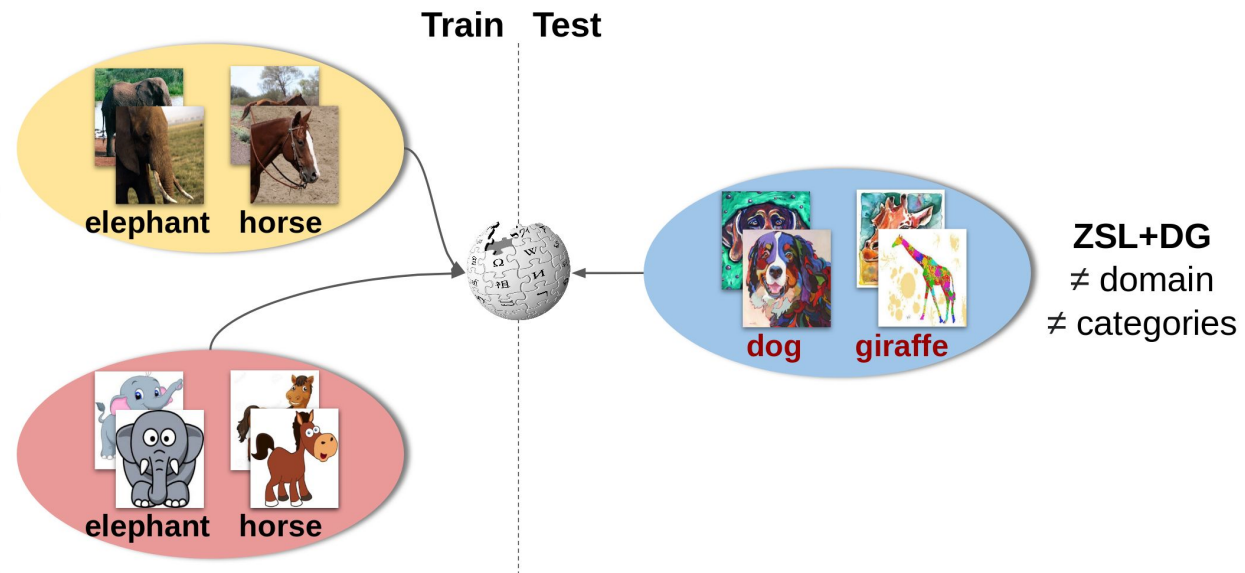 Train
Test
elephant
horse
dog
giraffe
ZSL+DG
≠ domain
≠ categories
elephant
horse